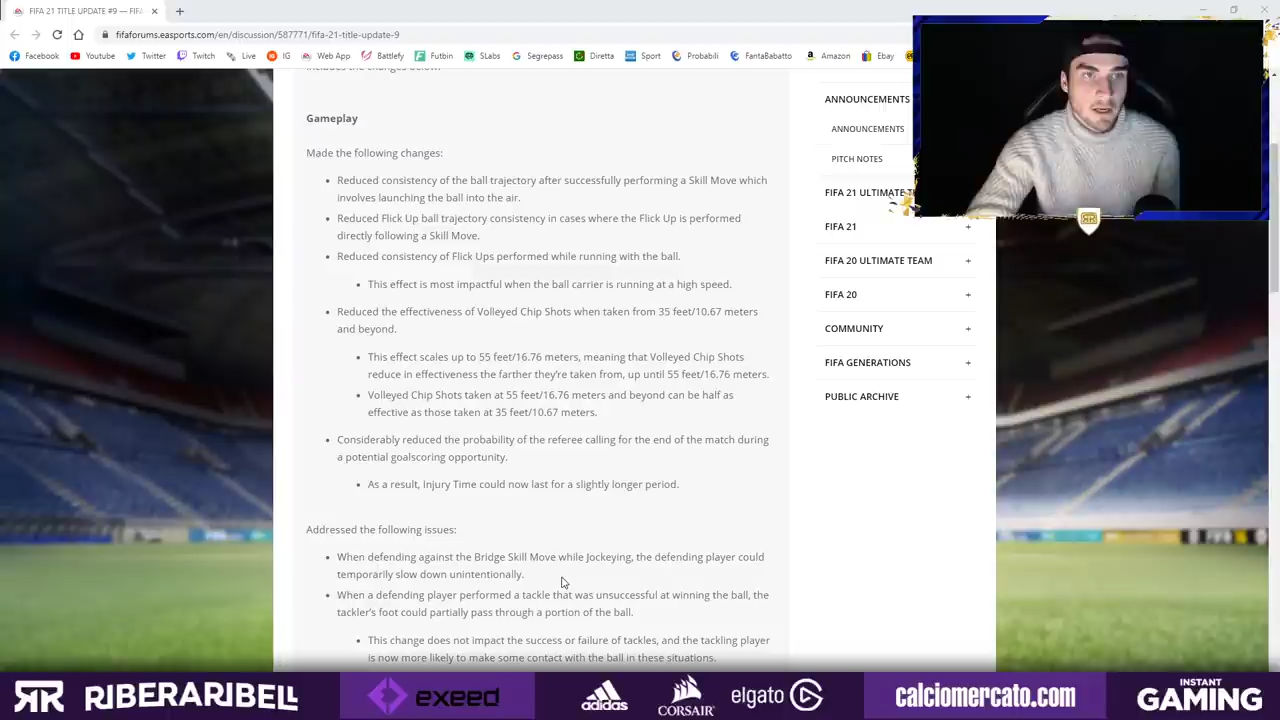 FIFA 21 TITLE UPDATE #9 — FIFA
fifaforums.easports.com/en/discussion/587771/fifa-21-title-update-9
Facebook YouTube Twitter Twitch Live IG Web App Battlefy Futbin SLabs Segrepass Diretta Sport Probabili FantaBabatto Amazon Ebay
includes the changes below.
Gameplay
Made the following changes:
• Reduced consistency of the ball trajectory after successfully performing a Skill Move which
involves launching the ball into the air.
• Reduced Flick Up ball trajectory consistency in cases where the Flick Up is performed
directly following a Skill Move.
• Reduced consistency of Flick Ups performed while running with the ball.
• This effect is most impactful when the ball carrier is running at a high speed.
• Reduced the effectiveness of Volleyed Chip Shots when taken from 35 feet/10.67 meters
and beyond.
• This effect scales up to 55 feet/16.76 meters, meaning that Volleyed Chip Shots
reduce in effectiveness the farther they're taken from, up until 55 feet/16.76 meters.
• Volleyed Chip Shots taken at 55 feet/16.76 meters and beyond can be half as
effective as those taken at 35 feet/10.67 meters.
• Considerably reduced the probability of the referee calling for the end of the match during
a potential goalscoring opportunity.
• As a result, Injury Time could now last for a slightly longer period.
Addressed the following issues:
• When defending against the Bridge Skill Move while Jockeying, the defending player could
temporarily slow down unintentionally.
• When a defending player performed a tackle that was unsuccessful at winning the ball, the
tackler's foot could partially pass through a portion of the ball.
• This change does not impact the success or failure of tackles, and the tackling player
is now more likely to make some contact with the ball in these situations.
ANNOUNCEMENTS
ANNOUNCEMENTS
PITCH NOTES
FIFA 21 ULTIMATE
FIFA 21 +
FIFA 20 ULTIMATE TEAM +
FIFA 20 +
COMMUNITY +
FIFA GENERATIONS +
PUBLIC ARCHIVE +
RR RIBERARIBELL exeed adidas CORSAIR elgato calciomercato.com INSTANT
GAMING